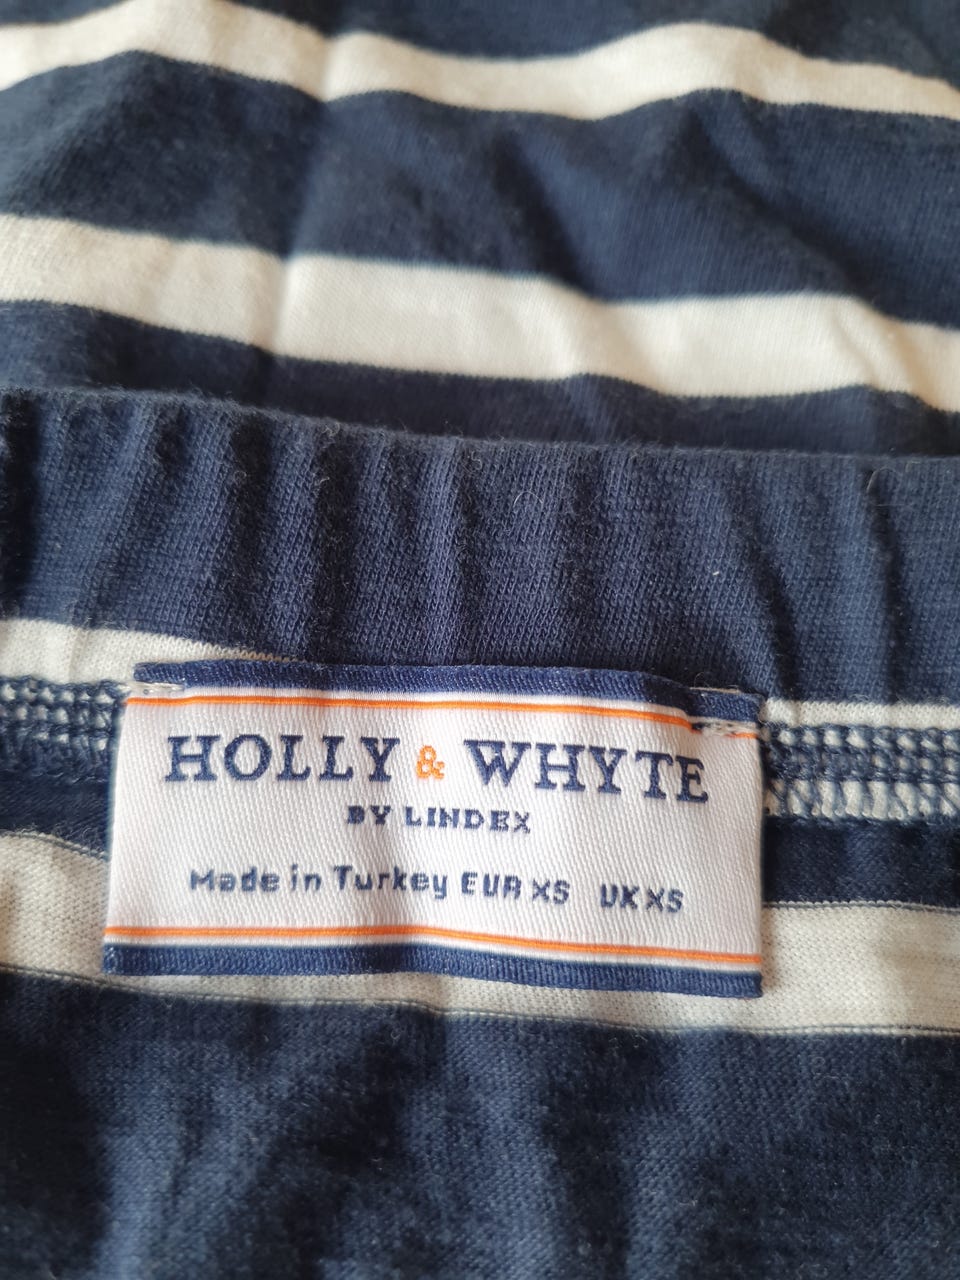 HOLLY & WHYTE
BY LINDEX
Made in Turkey EUR XS UK XS